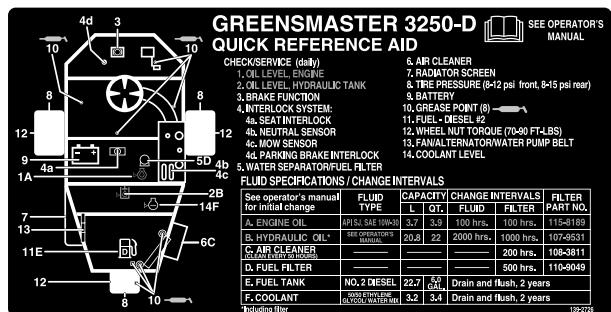 GREENSMASTER 3250-D
QUICK REFERENCE AID
SEE OPERATOR'S
MANUAL
CHECK/SERVICE (daily)
1. OIL LEVEL, ENGINE
2. OIL LEVEL, HYDRAULIC TANK
3. BRAKE FUNCTION
4. INTERLOCK SYSTEM:
4a. SEAT INTERLOCK
4b. NEUTRAL SENSOR
4c. MOW SENSOR
4d. PARKING BRAKE INTERLOCK
5. WATER SEPARATOR/FUEL FILTER
6. AIR CLEANER
7. RADIATOR SCREEN
8. TIRE PRESSURE (8-12 psi front, 8-15 psi rear)
9. BATTERY
10. GREASE POINT (8)
11. FUEL - DIESEL #2
12. WHEEL NUT TORQUE (70-90 FT-LBS)
13. FAN/ALTERNATOR/WATER PUMP BELT
14. COOLANT LEVEL
4d
3
10
10
8
8
12
12
9
4a
1A
5D
4b
4c
2B
14F
7
13
6C
11E
12
8
10
FLUID SPECIFICATIONS / CHANGE INTERVALS
See operator's manual for initial change | FLUID TYPE | CAPACITY L QT. | CHANGE INTERVALS FLUID FILTER | FILTER PART NO.
A. ENGINE OIL API SJ, SAE 10W-30 3.7 3.9 100 hrs. 100 hrs. 115-8189
B. HYDRAULIC OIL* SEE OPERATOR'S MANUAL 20.8 22 2000 hrs. 1000 hrs. 107-9531
C. AIR CLEANER (CLEAN EVERY 50 HOURS) 200 hrs. 108-3811
D. FUEL FILTER 500 hrs. 110-9049
E. FUEL TANK NO. 2 DIESEL 22.7 6.0 GAL. Drain and flush, 2 years
F. COOLANT 50/50 ETHYLENE GLYCOL/ WATER MIX 3.2 3.4 Drain and flush, 2 years
*Including filter
139-2726